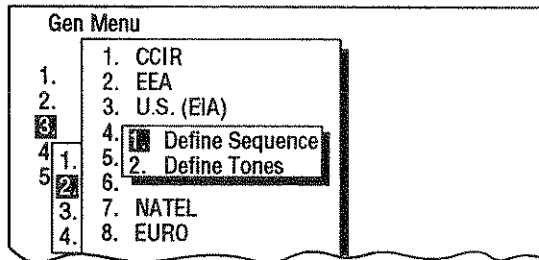 Gen Menu
1.
2.
3
4
5
1.
2.
3.
4.
1. CCIR
2. EEA
3. U.S. (EIA)
4.
5.
6.
7. NATEL
8. EURO
1. Define Sequence
2. Define Tones